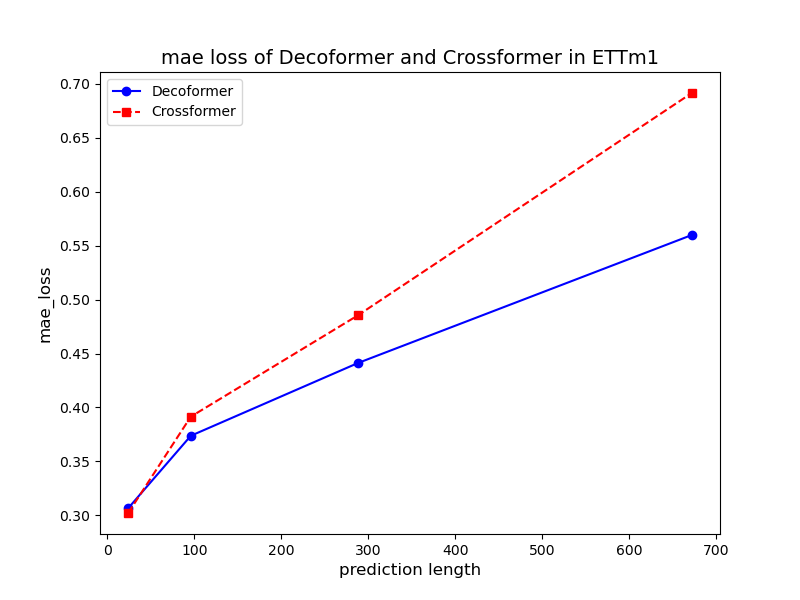 mae loss of Decoformer and Crossformer in ETTm1
Decoformer
Crossformer
mae_loss
0.70
0.65
0.60
0.55
0.50
0.45
0.40
0.35
0.30
0 100 200 300 400 500 600 700
prediction length